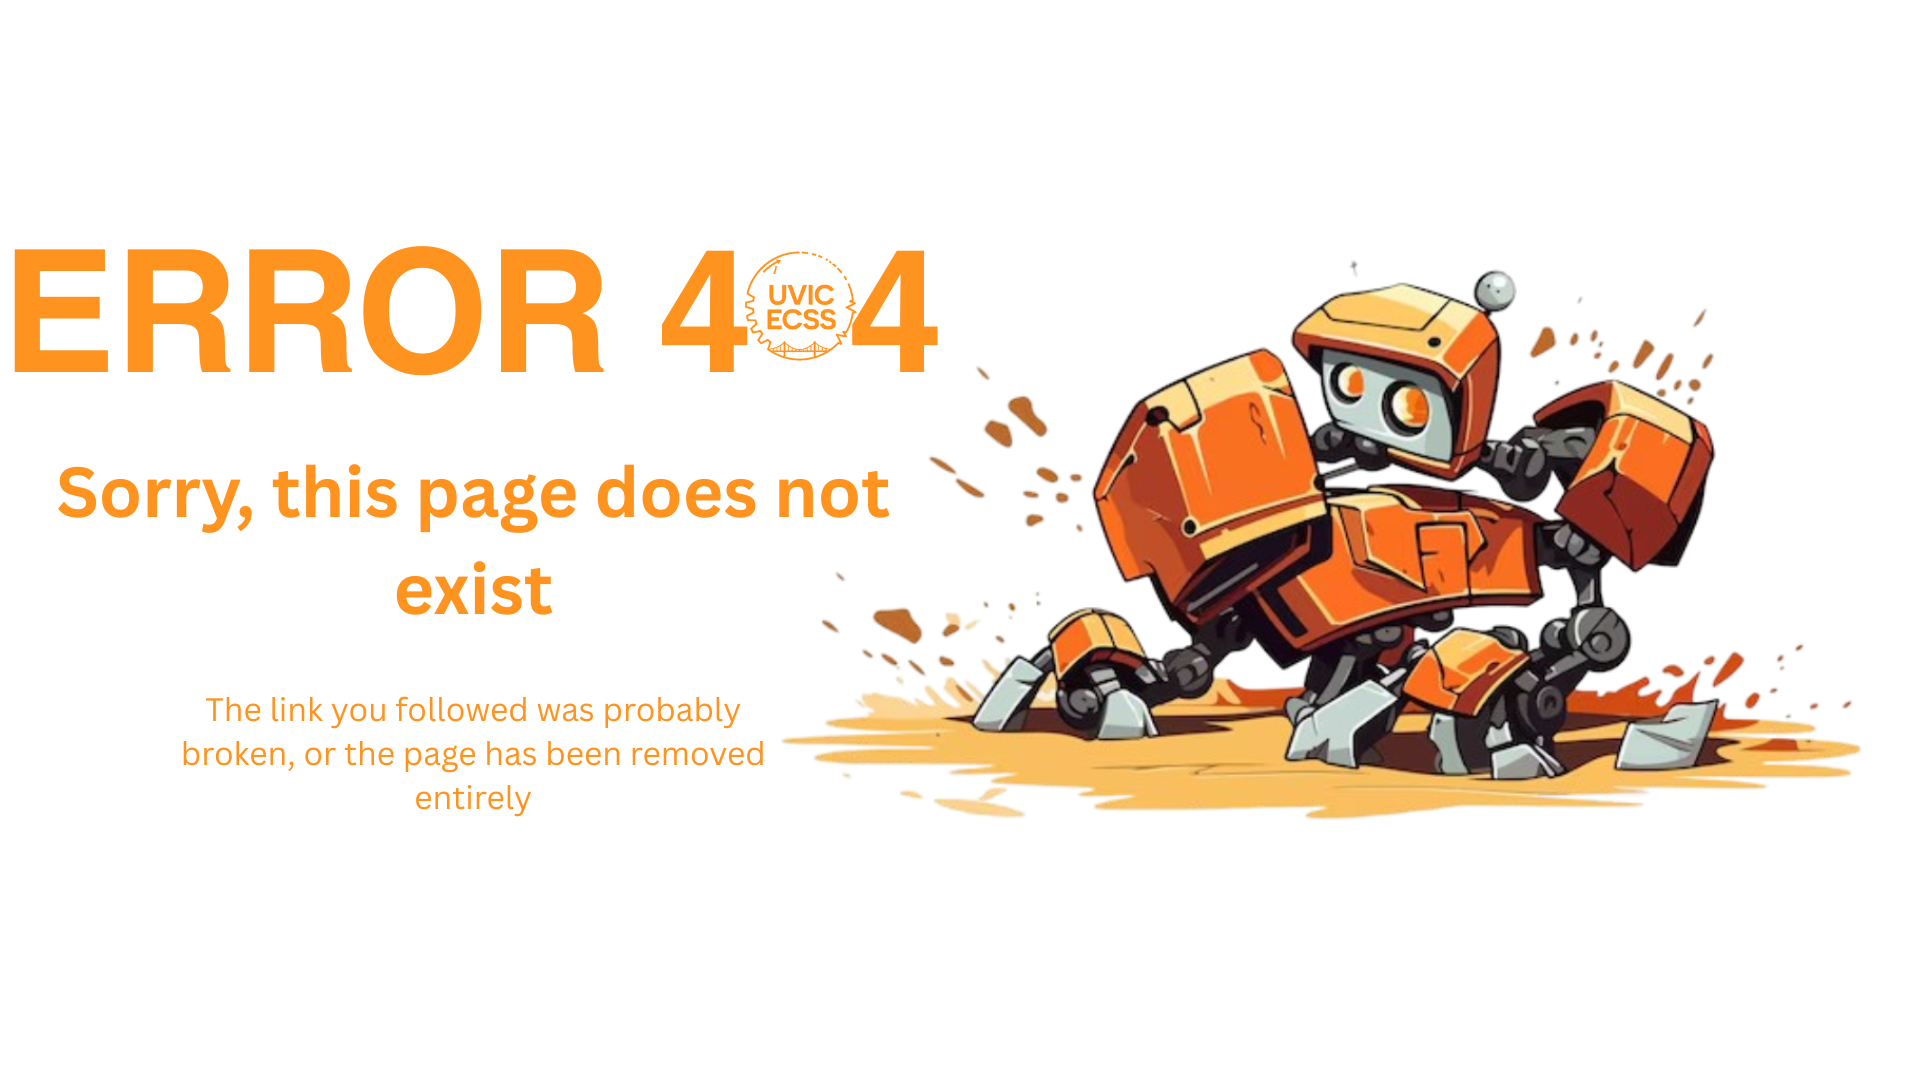 ERROR 4 4
UVIC
ECSS
Sorry, this page does not
exist
The link you followed was probably
broken, or the page has been removed
entirely